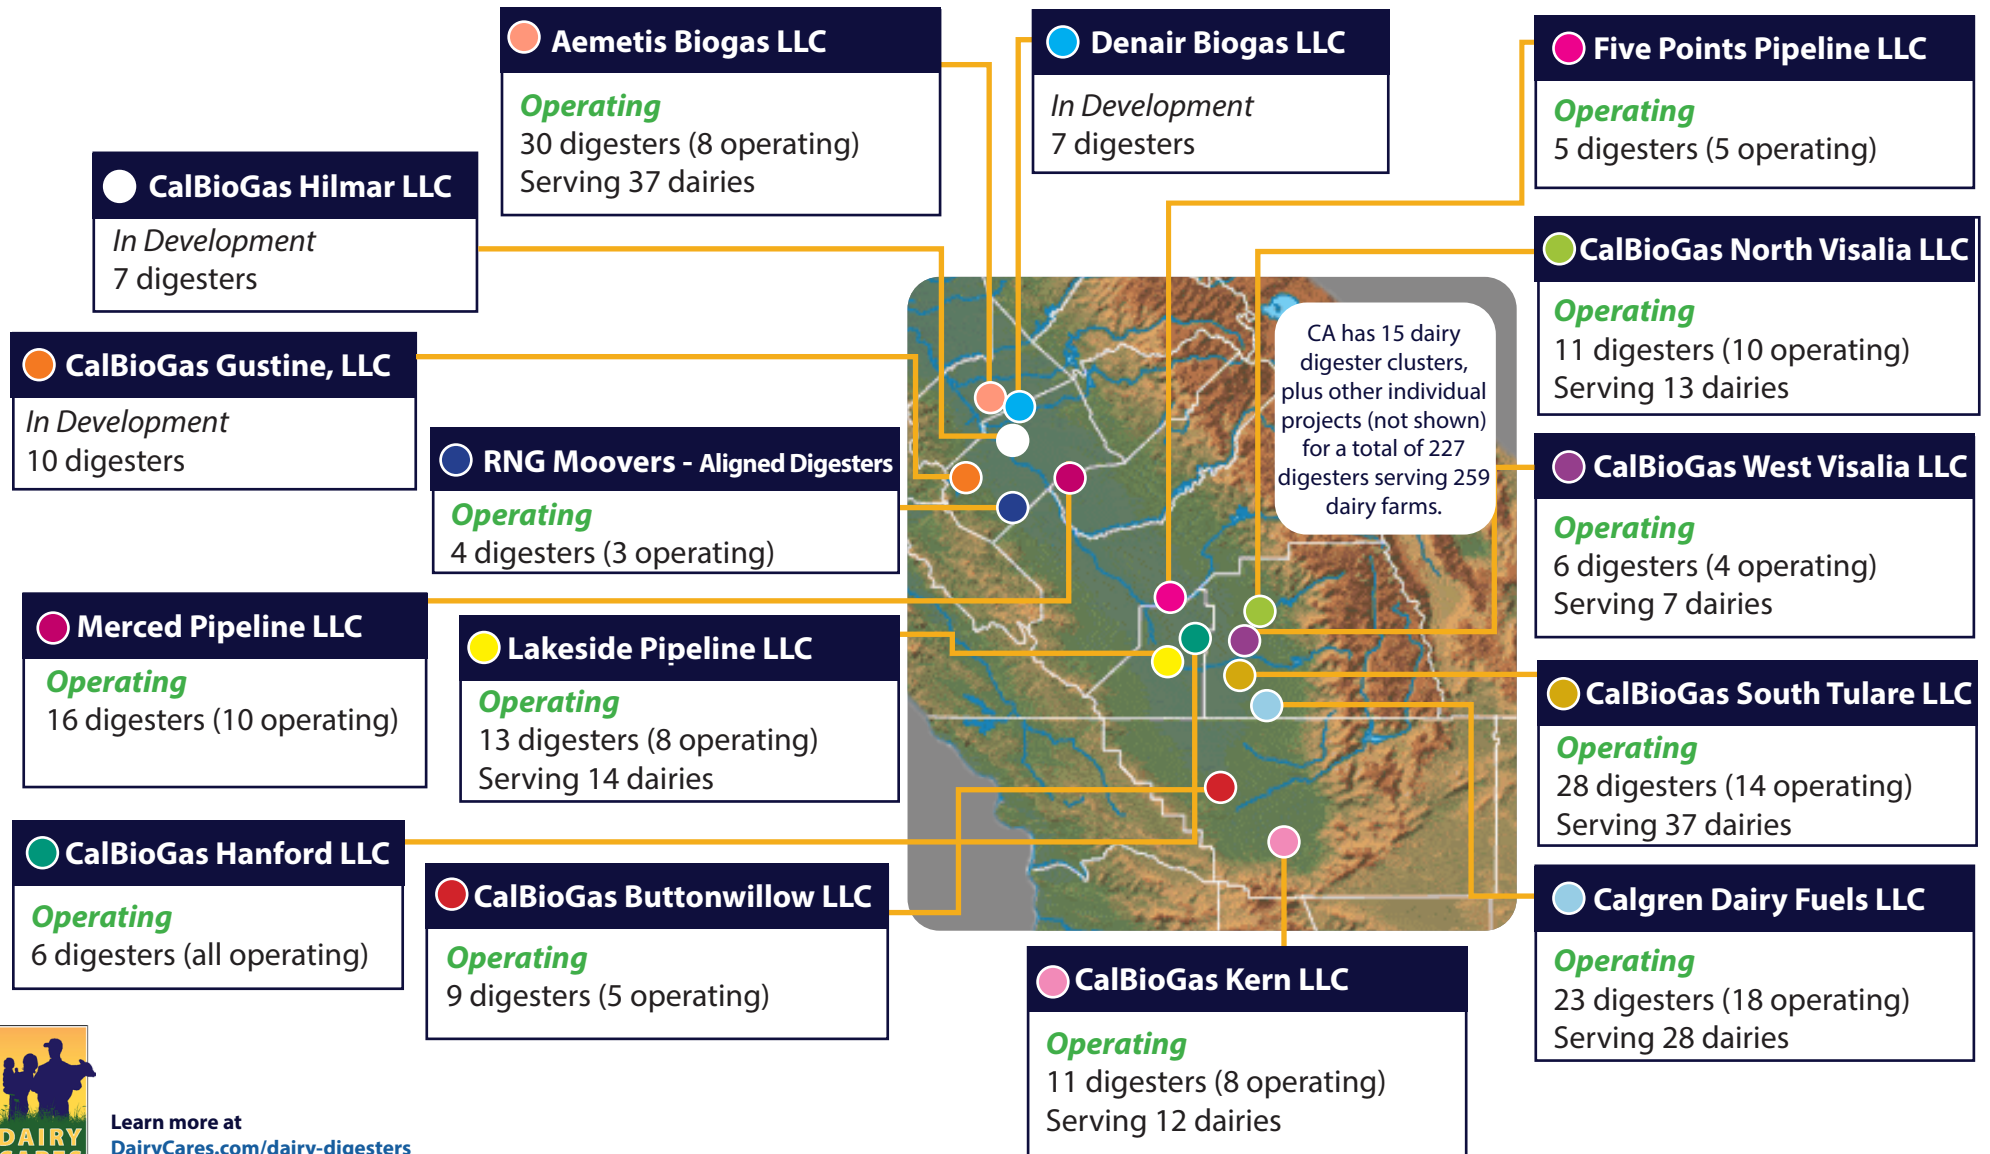 Aemetis Biogas LLC
Operating
30 digesters (8 operating)
Serving 37 dairies
Denair Biogas LLC
In Development
7 digesters
Five Points Pipeline LLC
Operating
5 digesters (5 operating)
CalBioGas Hilmar LLC
In Development
7 digesters
CalBioGas North Visalia LLC
Operating
11 digesters (10 operating)
Serving 13 dairies
CA has 15 dairy
digester clusters,
plus other individual
projects (not shown)
for a total of 227
digesters serving 259
dairy farms.
CalBioGas Gustine, LLC
In Development
10 digesters
RNG Moovers - Aligned Digesters
Operating
4 digesters (3 operating)
CalBioGas West Visalia LLC
Operating
6 digesters (4 operating)
Serving 7 dairies
Merced Pipeline LLC
Operating
16 digesters (10 operating)
Lakeside Pipeline LLC
Operating
13 digesters (8 operating)
Serving 14 dairies
CalBioGas South Tulare LLC
Operating
28 digesters (14 operating)
Serving 37 dairies
CalBioGas Hanford LLC
Operating
6 digesters (all operating)
CalBioGas Buttonwillow LLC
Operating
9 digesters (5 operating)
Calgren Dairy Fuels LLC
Operating
23 digesters (18 operating)
Serving 28 dairies
CalBioGas Kern LLC
Operating
11 digesters (8 operating)
Serving 12 dairies
DAIRY
CARES
Learn more at
DairyCares.com/dairy-digesters